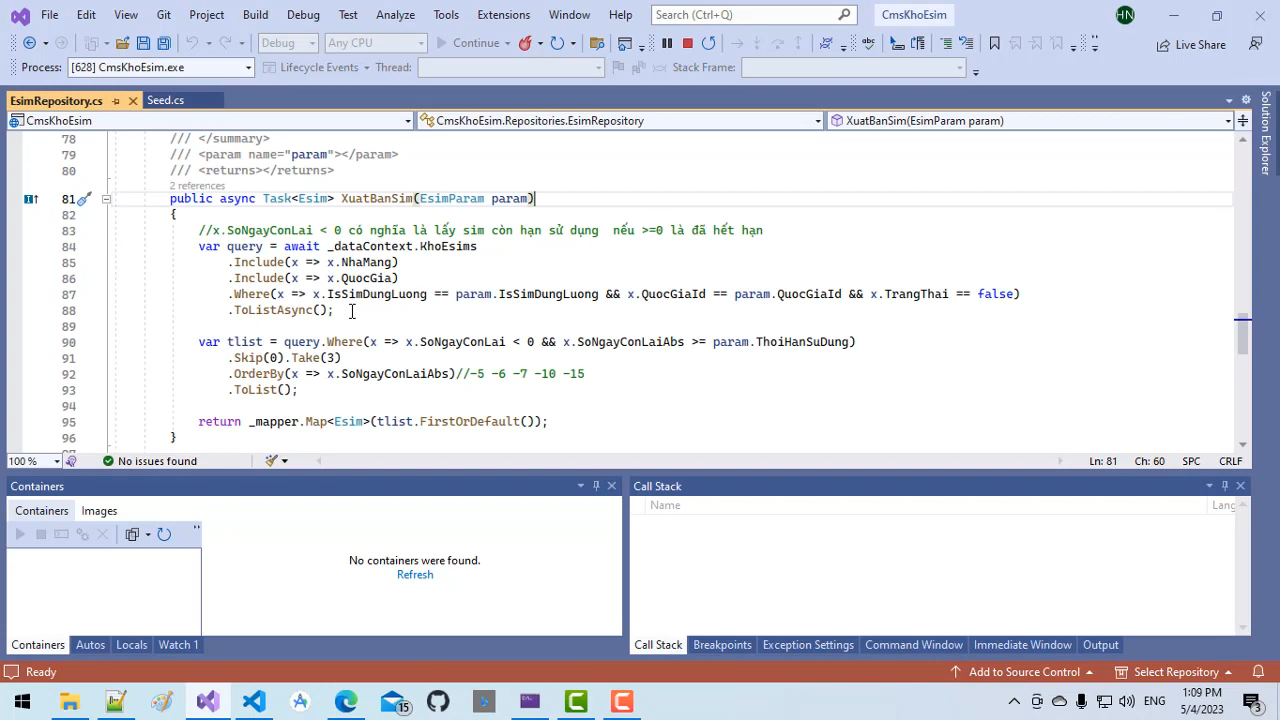 File Edit View Git Project Build Debug Test Analyze Tools Extensions Window Help Search (Ctrl+Q) CmsKhoEsim HN
Debug Any CPU Continue Live Share
Process: [628] CmsKhoEsim.exe Lifecycle Events Thread: Stack Frame:
EsimRepository.cs Seed.cs
CmsKhoEsim CmsKhoEsim.Repositories.EsimRepository XuatBanSim(EsimParam param)
78 /// </summary>
79 /// <param name="param"></param>
80 /// <returns></returns>
2 references
81 public async Task<Esim> XuatBanSim(EsimParam param)
82 {
83 //x.SoNgayConLai < 0 có nghĩa là lấy sim còn hạn sử dụng nếu >=0 là đã hết hạn
84 var query = await _dataContext.KhoEsims
85 .Include(x => x.NhaMang)
86 .Include(x => x.QuocGia)
87 .Where(x => x.IsSimDungLuong == param.IsSimDungLuong && x.QuocGiaId == param.QuocGiaId && x.TrangThai == false)
88 .ToListAsync();
89
90 var tlist = query.Where(x => x.SoNgayConLai < 0 && x.SoNgayConLaiAbs >= param.ThoiHanSuDung)
91 .Skip(0).Take(3)
92 .OrderBy(x => x.SoNgayConLaiAbs)//-5 -6 -7 -10 -15
93 .ToList();
94
95 return _mapper.Map<Esim>(tlist.FirstOrDefault());
96 }
100 % No issues found Ln: 81 Ch: 60 SPC CRLF
Solution Explorer
Containers
Containers Images
No containers were found.
Refresh
Containers Autos Locals Watch 1
Call Stack
Name Lang
Call Stack Breakpoints Exception Settings Command Window Immediate Window Output
Ready Add to Source Control Select Repository
15 ENG 1:09 PM
5/4/2023 3